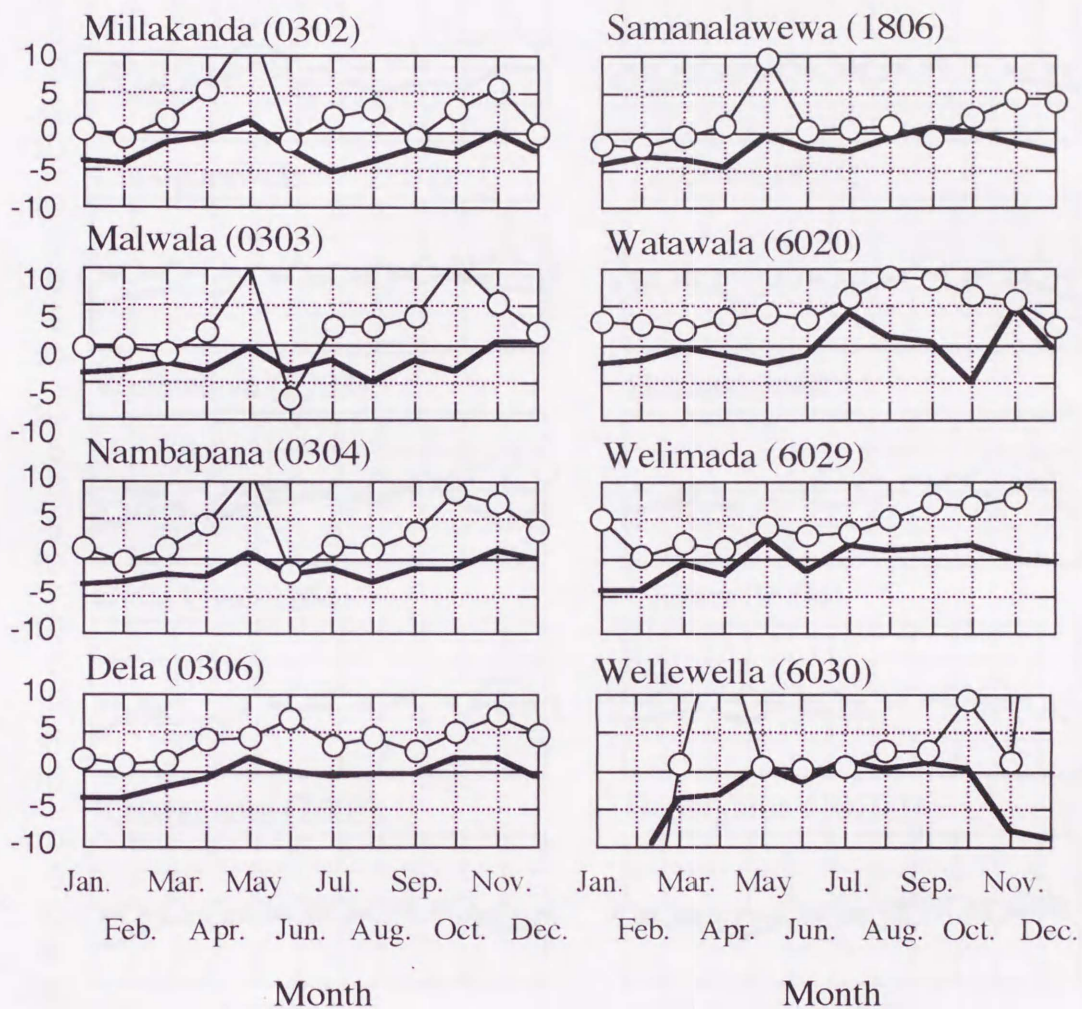 Millakanda (0302)
10
5
0
-5
-10
Samanalawewa (1806)
Malwala (0303)
10
5
0
-5
-10
Watawala (6020)
Nambapana (0304)
10
5
0
-5
-10
Welimada (6029)
Dela (0306)
10
5
0
-5
-10
Wellewella (6030)
Jan. Mar. May Jul. Sep. Nov.
Feb. Apr. Jun. Aug. Oct. Dec.
Month
Jan. Mar. May Jul. Sep. Nov.
Feb. Apr. Jun. Aug. Oct. Dec.
Month